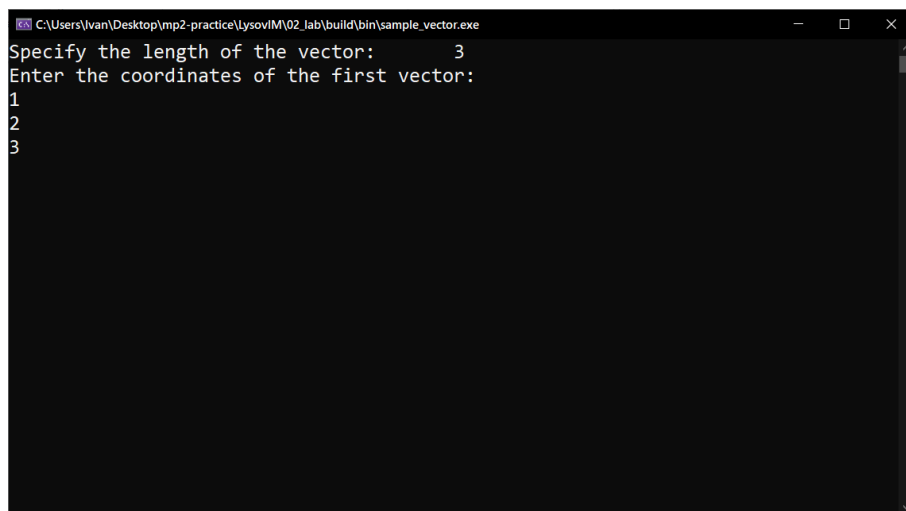 C:\Users\Ivan\Desktop\mp2-practice\LysovIM\02_lab\build\bin\sample_vector.exe
Specify the length of the vector:       3
Enter the coordinates of the first vector:
1
2
3